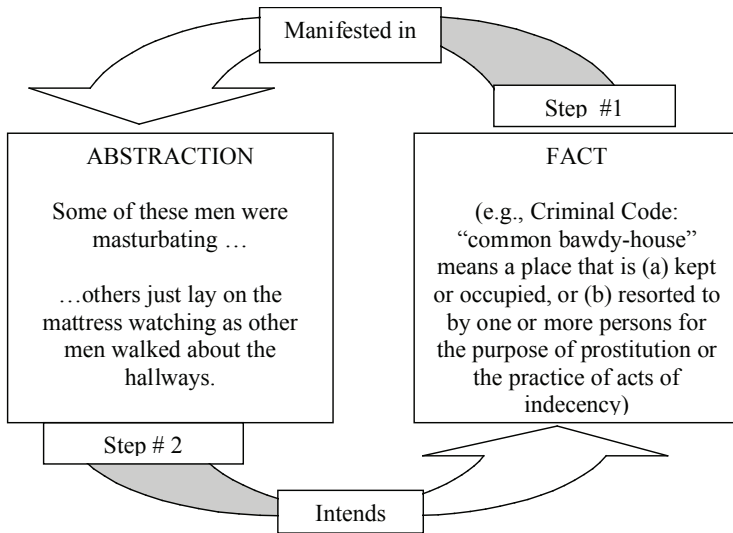 Manifested in
Step #1
ABSTRACTION
Some of these men were
masturbating …
…others just lay on the
mattress watching as other
men walked about the
hallways.
FACT
(e.g., Criminal Code:
“common bawdy-house”
means a place that is (a) kept
or occupied, or (b) resorted to
by one or more persons for
the purpose of prostitution or
the practice of acts of
indecency)
Step # 2
Intends